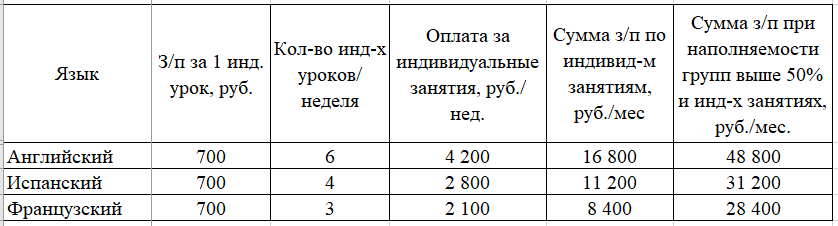 Язык
З/п за 1 инд.
урок, руб.
Кол-во инд-х
уроков/
неделя
Оплата за
индивидуальные
занятия, руб./
нед.
Сумма з/п по
индивид-м
занятиям,
руб./мес
Сумма з/п при
наполняемости
групп выше 50%
и инд-х занятиях,
руб./мес.
Английский 700 6 4 200 16 800 48 800
Испанский 700 4 2 800 11 200 31 200
Французский 700 3 2 100 8 400 28 400